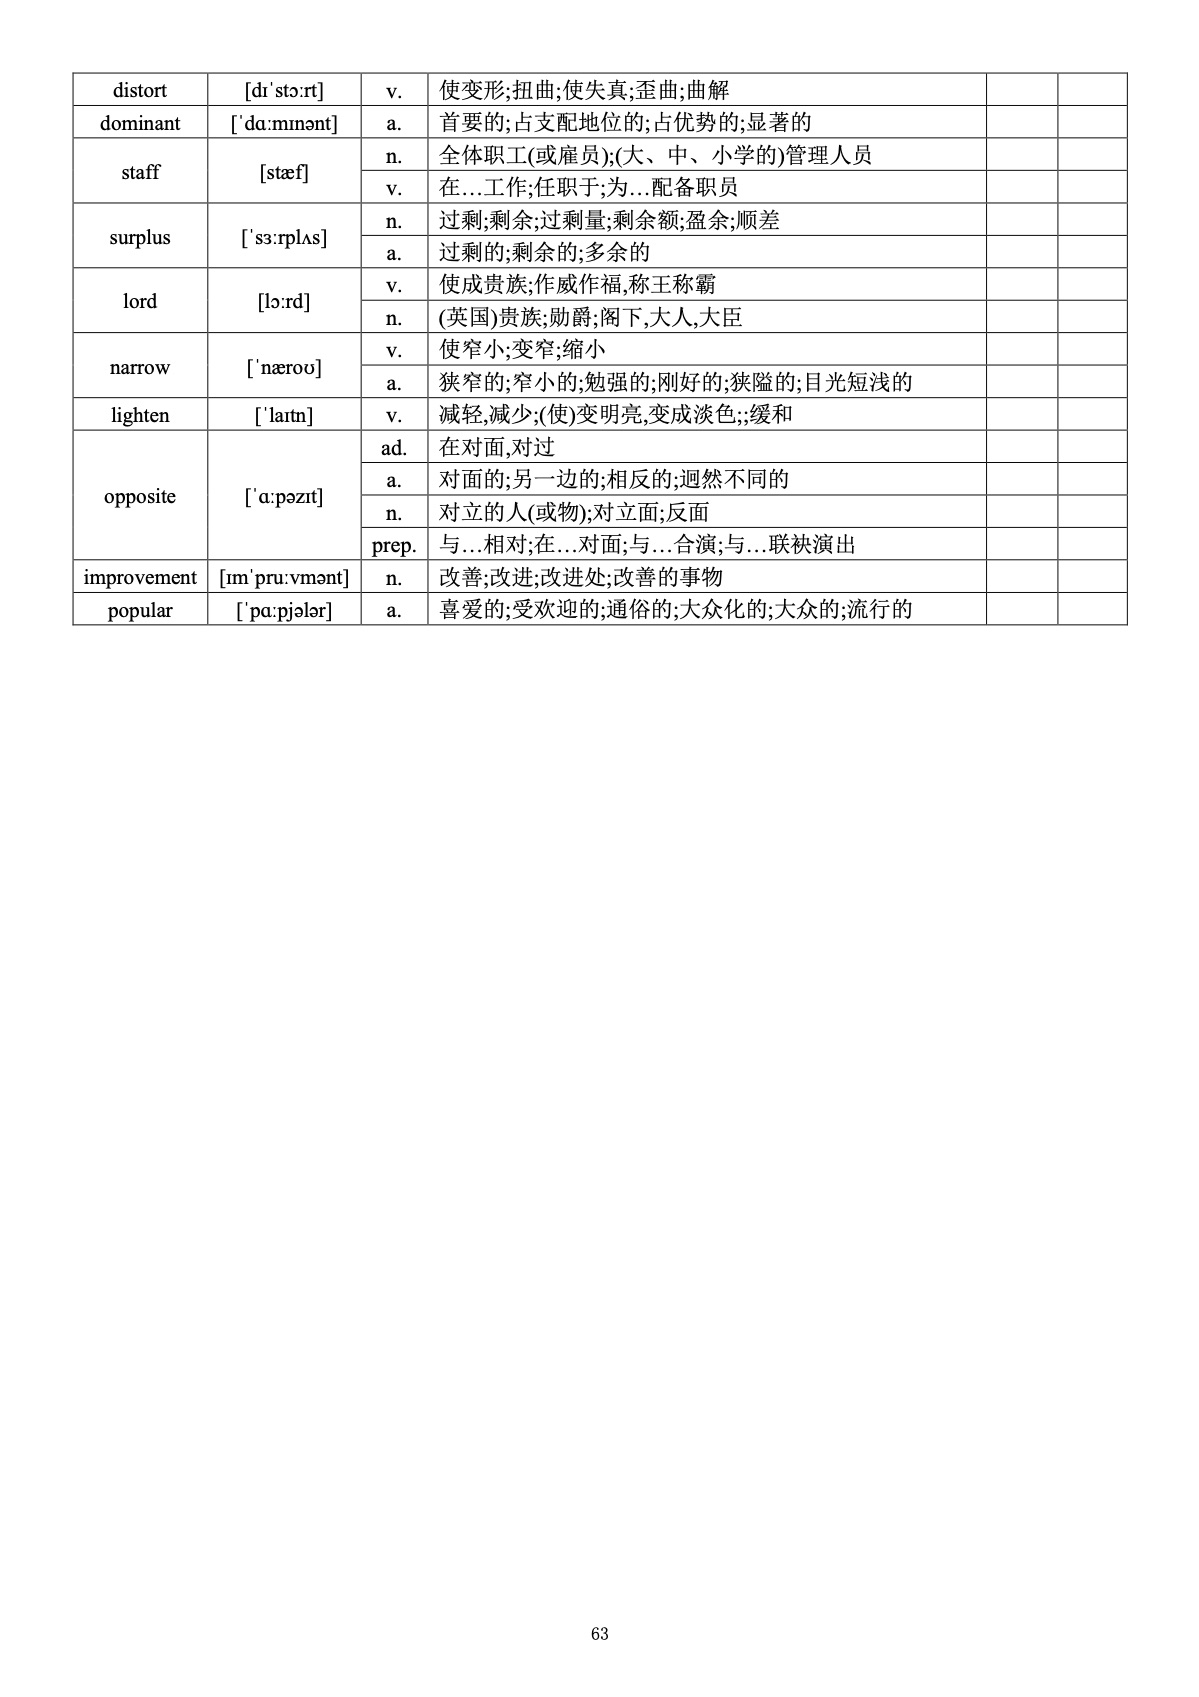 distort [dɪˈstɔːrt] v. 使变形;扭曲;使失真;歪曲;曲解
dominant [ˈdɑːmɪnənt] a. 首要的;占支配地位的;占优势的;显著的
staff [stæf] n. 全体职工(或雇员);(大、中、小学的)管理人员
v. 在…工作;任职于;为…配备职员
surplus [ˈsɜːrplʌs] n. 过剩;剩余;过剩量;剩余额;盈余;顺差
a. 过剩的;剩余的;多余的
lord [lɔːrd] v. 使成贵族;作威作福,称王称霸
n. (英国)贵族;勋爵;阁下,大人,大臣
narrow [ˈnæroʊ] v. 使窄小;变窄;缩小
a. 狭窄的;窄小的;勉强的;刚好的;狭隘的;目光短浅的
lighten [ˈlaɪtn] v. 减轻,减少;(使)变明亮,变成淡色;;缓和
opposite [ˈɑːpəzɪt] ad. 在对面,对过
a. 对面的;另一边的;相反的;迥然不同的
n. 对立的人(或物);对立面;反面
prep. 与…相对;在…对面;与…合演;与…联袂演出
improvement [ɪmˈpruːvmənt] n. 改善;改进;改进处;改善的事物
popular [ˈpɑːpjələr] a. 喜爱的;受欢迎的;通俗的;大众化的;大众的;流行的
63